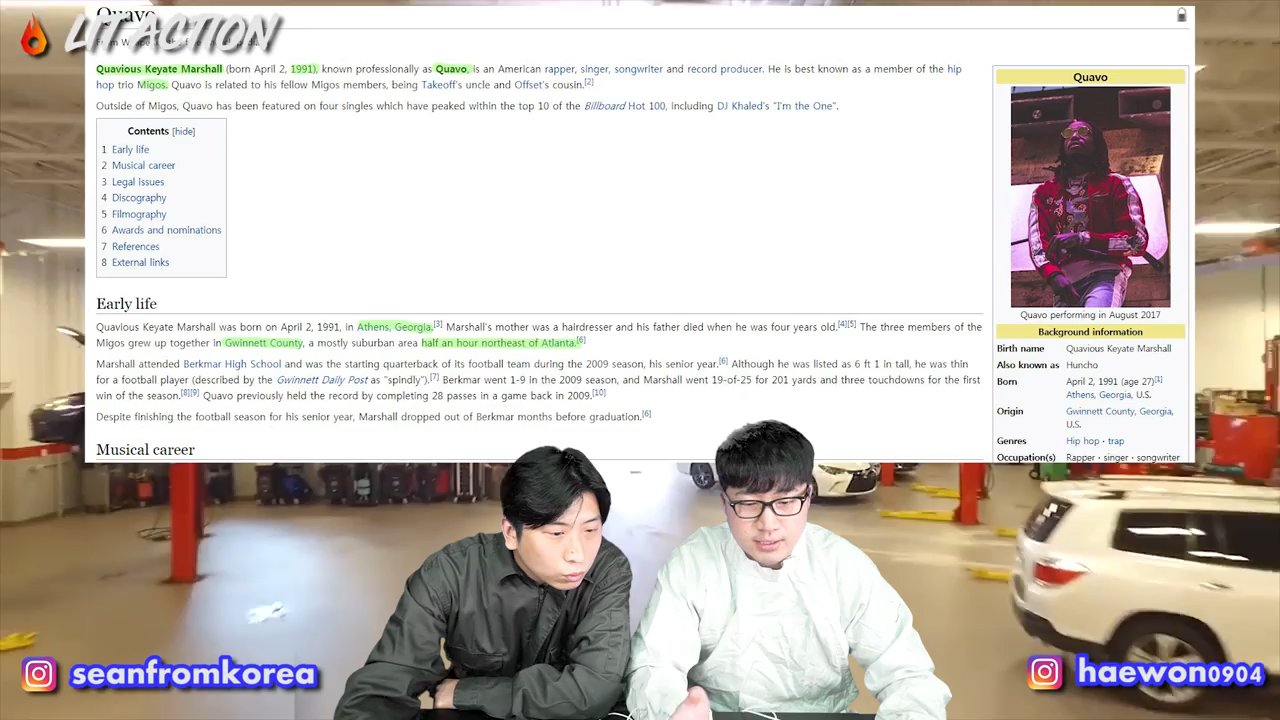 Quavo
LIT ACTION
Quavious Keyate Marshall (born April 2, 1991), known professionally as Quavo, is an American rapper, singer, songwriter and record producer. He is best known as a member of the hip
hop trio Migos. Quavo is related to his fellow Migos members, being Takeoff's uncle and Offset's cousin.[2]
Outside of Migos, Quavo has been featured on four singles which have peaked within the top 10 of the Billboard Hot 100, including DJ Khaled's "I'm the One".
Contents [hide]
1 Early life
2 Musical career
3 Legal issues
4 Discography
5 Filmography
6 Awards and nominations
7 References
8 External links
Early life
Quavious Keyate Marshall was born on April 2, 1991, in Athens, Georgia.[3] Marshall's mother was a hairdresser and his father died when he was four years old.[4][5] The three members of the
Migos grew up together in Gwinnett County, a mostly suburban area half an hour northeast of Atlanta.[6]
Marshall attended Berkmar High School and was the starting quarterback of its football team during the 2009 season, his senior year.[6] Although he was listed as 6 ft 1 in tall, he was thin
for a football player (described by the Gwinnett Daily Post as "spindly").[7] Berkmar went 1-9 in the 2009 season, and Marshall went 19-of-25 for 201 yards and three touchdowns for the first
win of the season.[8][9] Quavo previously held the record by completing 28 passes in a game back in 2009.[10]
Despite finishing the football season for his senior year, Marshall dropped out of Berkmar months before graduation.[6]
Musical career
Quavo
Quavo performing in August 2017
Background information
Birth name Quavious Keyate Marshall
Also known as Huncho
Born April 2, 1991 (age 27)[1]
Athens, Georgia, U.S.
Origin Gwinnett County, Georgia,
U.S.
Genres Hip hop · trap
Occupation(s) Rapper · singer · songwriter
seanfromkorea
haewon0904